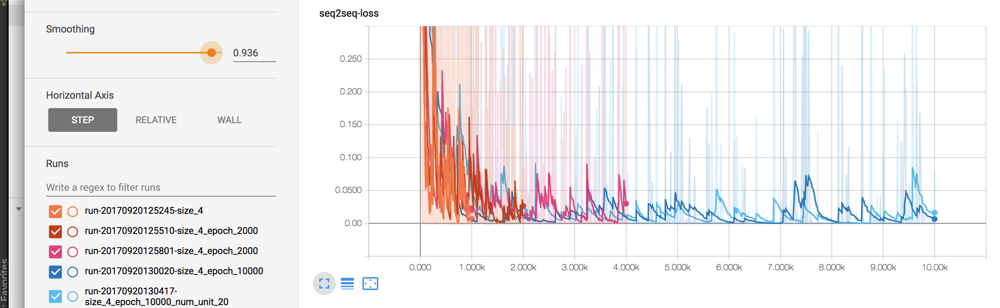 seq2seq-loss
Smoothing
0.936
Horizontal Axis
STEP RELATIVE WALL
Runs
Write a regex to filter runs
run-20170920125245-size_4
run-20170920125510-size_4_epoch_2000
run-20170920125801-size_4_epoch_2000
run-20170920130020-size_4_epoch_10000
run-20170920130417-
size_4_epoch_10000_num_unit_20
0.250
0.200
0.150
0.100
0.0500
0.00
0.000 1.000k 2.000k 3.000k 4.000k 5.000k 6.000k 7.000k 8.000k 9.000k 10.00k
Favorites